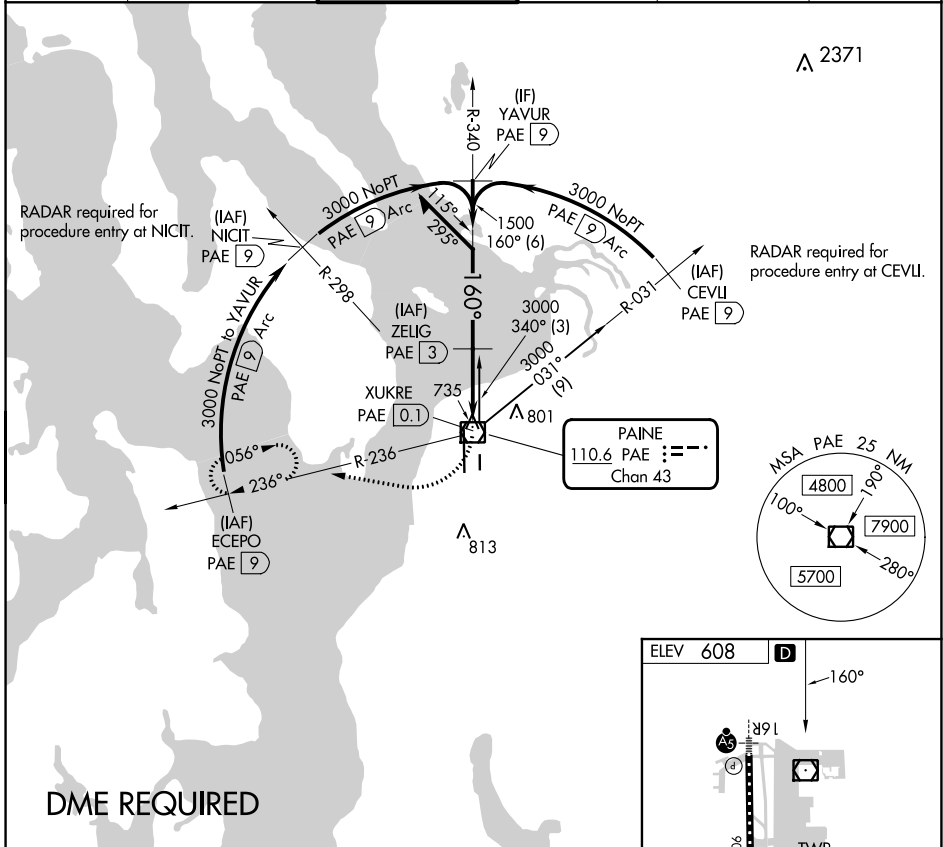 2371
(IF)
YAVUR
PAE 9
R-340
3000 NoPT
PAE 9 Arc
115°
295°
3000 NoPT
PAE 9 Arc
1500
160° (6)
RADAR required for
procedure entry at NICIT.
(IAF)
NICIT
PAE 9
R-298
RADAR required for
procedure entry at CEVLI.
(IAF)
CEVLI
PAE 9
R-031
160°
(IAF)
ZELIG
PAE 3
3000
340° (3)
3000
031°
(9)
3000 NoPT to YAVUR
PAE 9 Arc
XUKRE
PAE 0.1
735
801
PAINE
110.6 PAE
Chan 43
056°
236°
R-236
(IAF)
ECEPO
PAE 9
813
MSA PAE 25 NM
4800
190°
100°
7900
280°
5700
ELEV 608 D
160°
16R
A5
P
DME REQUIRED